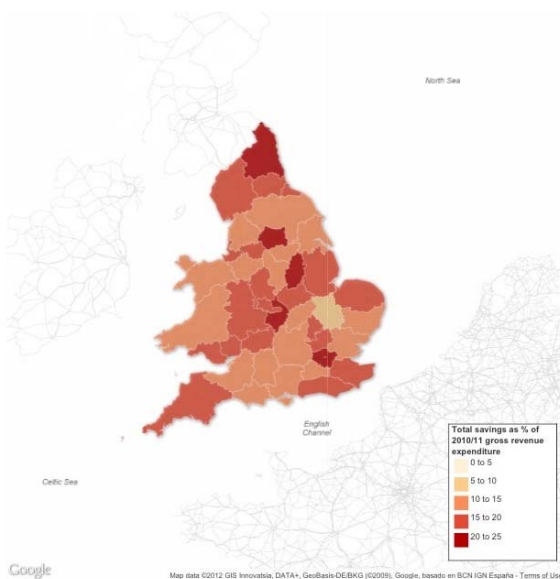 North Sea
English
Channel
Celtic Sea
Total savings as % of
2010/11 gross revenue
expenditure
0 to 5
5 to 10
10 to 15
15 to 20
20 to 25
Google
Map data ©2012 GIS Innovatsia, DATA+, GeoBasis-DE/BKG (©2009), Google, basado en BCN IGN España - Terms of Use